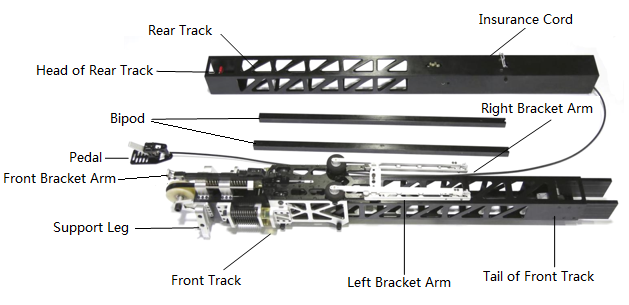 Insurance Cord
Rear Track
Head of Rear Track
Right Bracket Arm
Bipod
Pedal
Front Bracket Arm
Support Leg
Front Track
Left Bracket Arm
Tail of Front Track